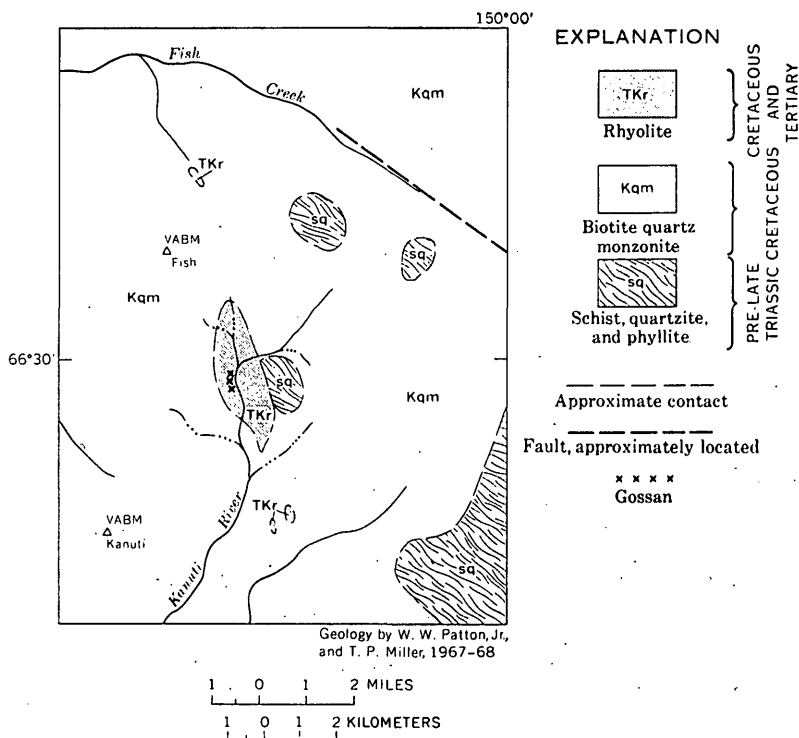 150°00'
Fish
Creek
Kqm
TKr
sq
sq
VABM
Fish
Kqm
66°30'
sq
Kqm
TKr
River
TKr
VABM
Kanuti
Kanuti
sq
Geology by W. W. Patton, Jr.,
and T. P. Miller, 1967-68
1 0 1 2 MILES
1 0 1 2 KILOMETERS
EXPLANATION
TKr
Rhyolite
CRETACEOUS
AND
TERTIARY
Kqm
Biotite quartz
monzonite
CRETACEOUS
sq
Schist, quartzite,
and phyllite
PRE-LATE
TRIASSIC
Approximate contact
Fault, approximately located
x x x x
Gossan